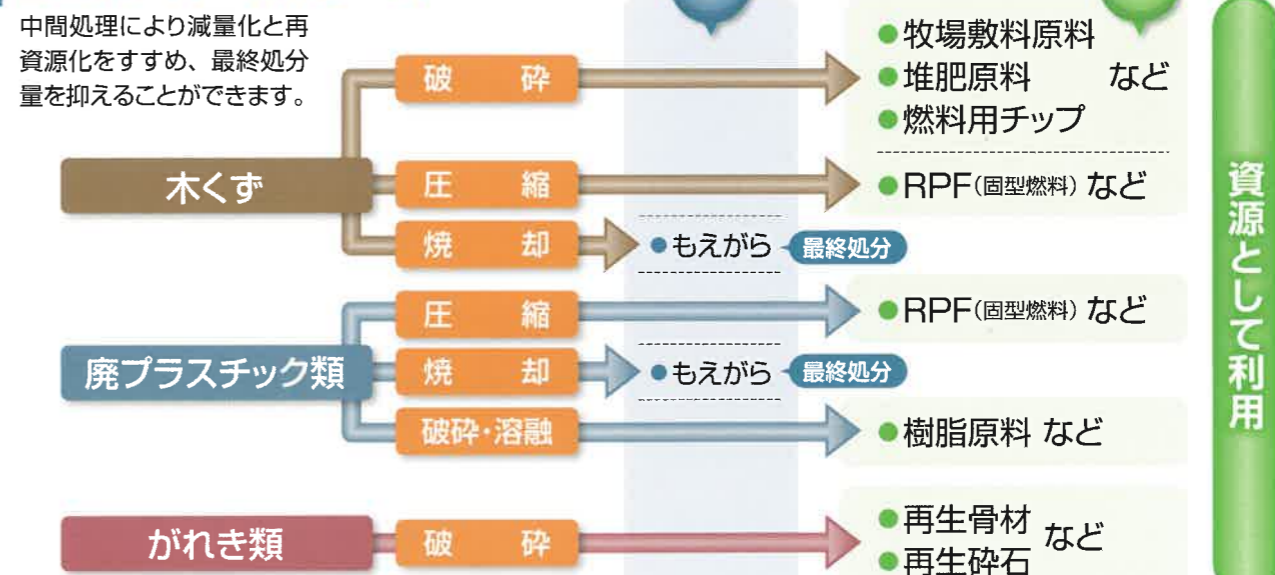 中間処理により減量化と再
資源化をすすめ、最終処分
量を抑えることができます。
木くず
破砕
●牧場敷料原料
●堆肥原料 など
●燃料用チップ
圧縮
●RPF(固型燃料) など
焼却
●もえがら 最終処分
廃プラスチック類
圧縮
●RPF(固型燃料) など
焼却
●もえがら 最終処分
破砕・溶融
●樹脂原料 など
がれき類
破砕
●再生骨材 など
●再生砕石
資源として利用